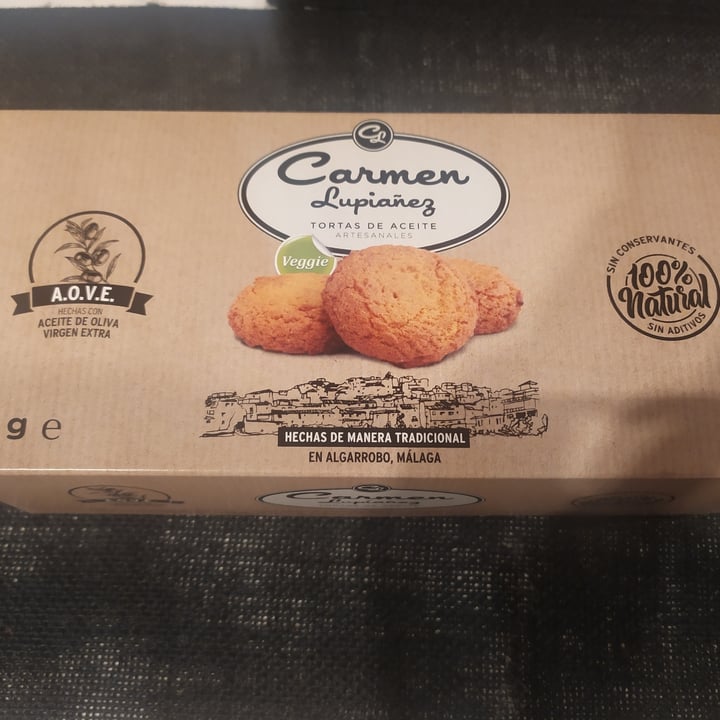 CL
Carmen
Lupiañez
TORTAS DE ACEITE
ARTESANALES
Veggie
A.O.V.E.
HECHAS CON
ACEITE DE OLIVA
VIRGEN EXTRA
SIN CONSERVANTES
100%
Natural
SIN ADITIVOS
g e
HECHAS DE MANERA TRADICIONAL
EN ALGARROBO, MÁLAGA
Carmen
Lupiañez